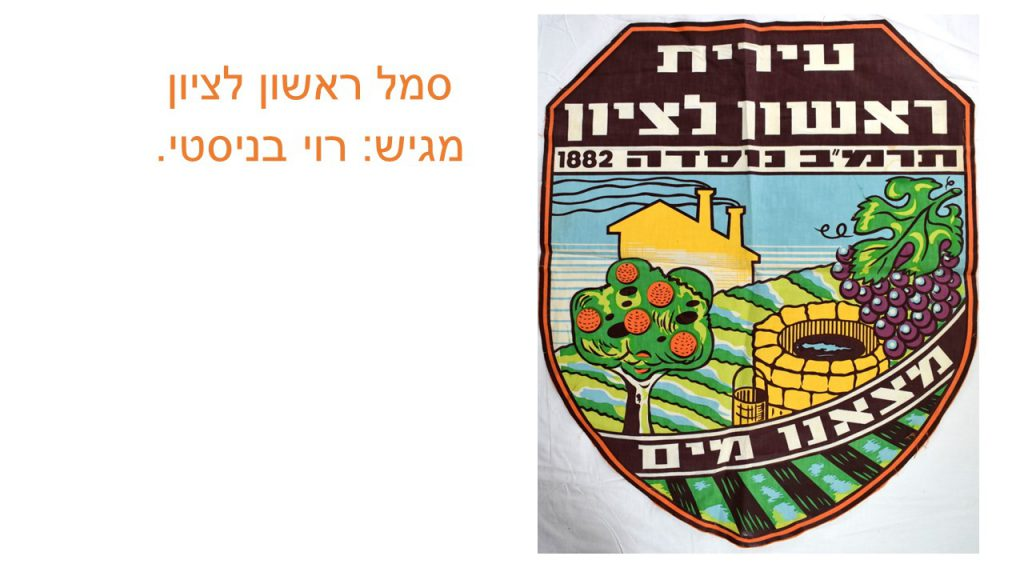 סמל ראשון לציון
מגיש: רוי בניסטי.
עירית
ראשון לציון
תרמ"ב נוסדה 1882
מצאנו מים